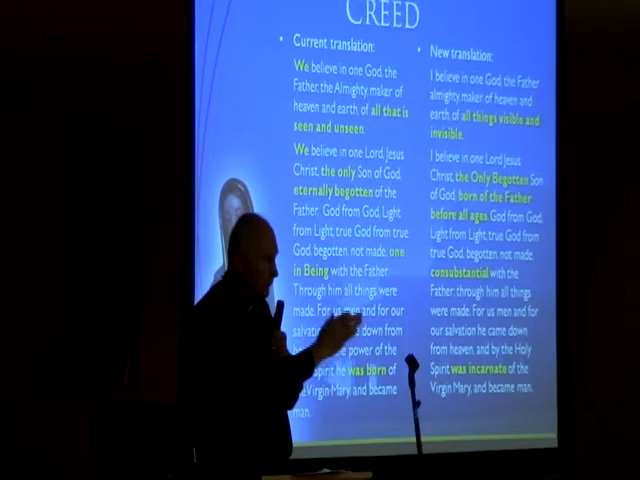 CREED
• Current translation:
We believe in one God, the
Father, the Almighty, maker of
heaven and earth, of all that is
seen and unseen.
We believe in one Lord, Jesus
Christ, the only Son of God,
eternally begotten of the
Father, God from God, Light
from Light, true God from true
God, begotten, not made, one
in Being with the Father.
Through him all things were
made. For us men and for our
down from
power of the
he was born of
Virgin Mary, and became
man.
• New translation:
I believe in one God, the Father
almighty, maker of heaven and
earth, of all things visible and
invisible.
I believe in one Lord Jesus
Christ, the Only Begotten Son
of God, born of the Father
before all ages. God from God,
Light from Light, true God from
true God, begotten, not made,
consubstantial with the
Father; through him all things
were made. For us men and for
our salvation he came down
from heaven, and by the Holy
Spirit was incarnate of the
Virgin Mary, and became man.